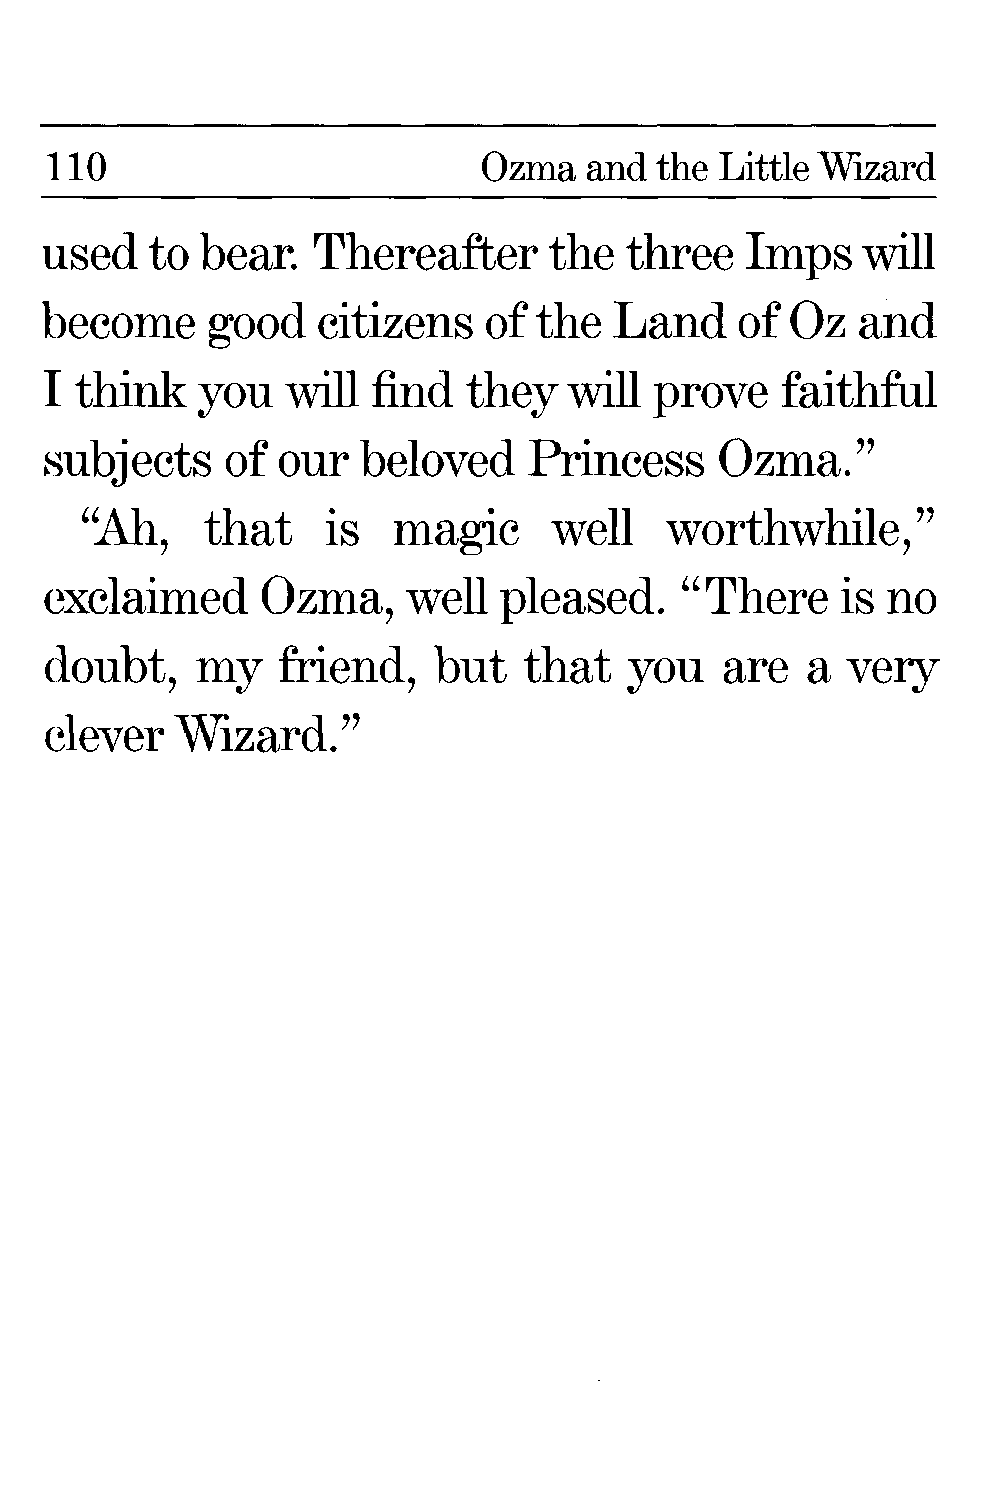 110 Ozma and the Little Wizard
used to bear. Thereafter the three Imps will
become good citizens of the Land of Oz and
I think you will find they will prove faithful
subjects of our beloved Princess Ozma.”
“Ah, that is magic well worthwhile,”
exclaimed Ozma, well pleased. “There is no
doubt, my friend, but that you are a very
clever Wizard.”